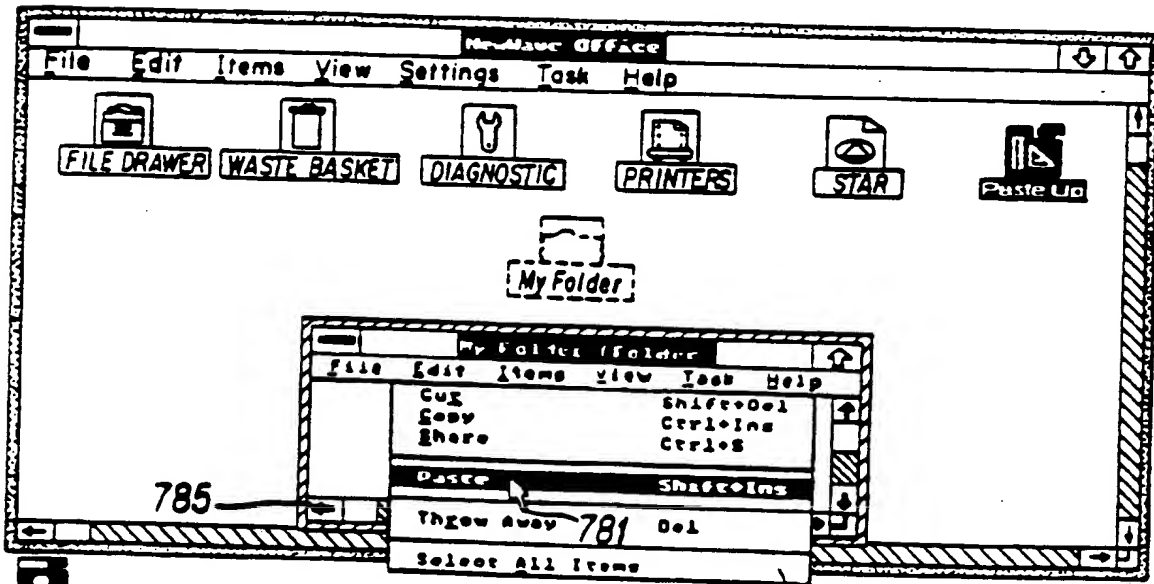 NewWave Office
File Edit Items View Settings Task Help
FILE DRAWER WASTE BASKET DIAGNOSTIC PRINTERS STAR Paste Up
My Folder
My Folder (Folder
File Edit Items View Task Help
Cut Shift+Del
Copy Ctrl+Ins
Share Ctrl+S
Paste Shift+Ins
785
781
Throw Away Del
Select All Items